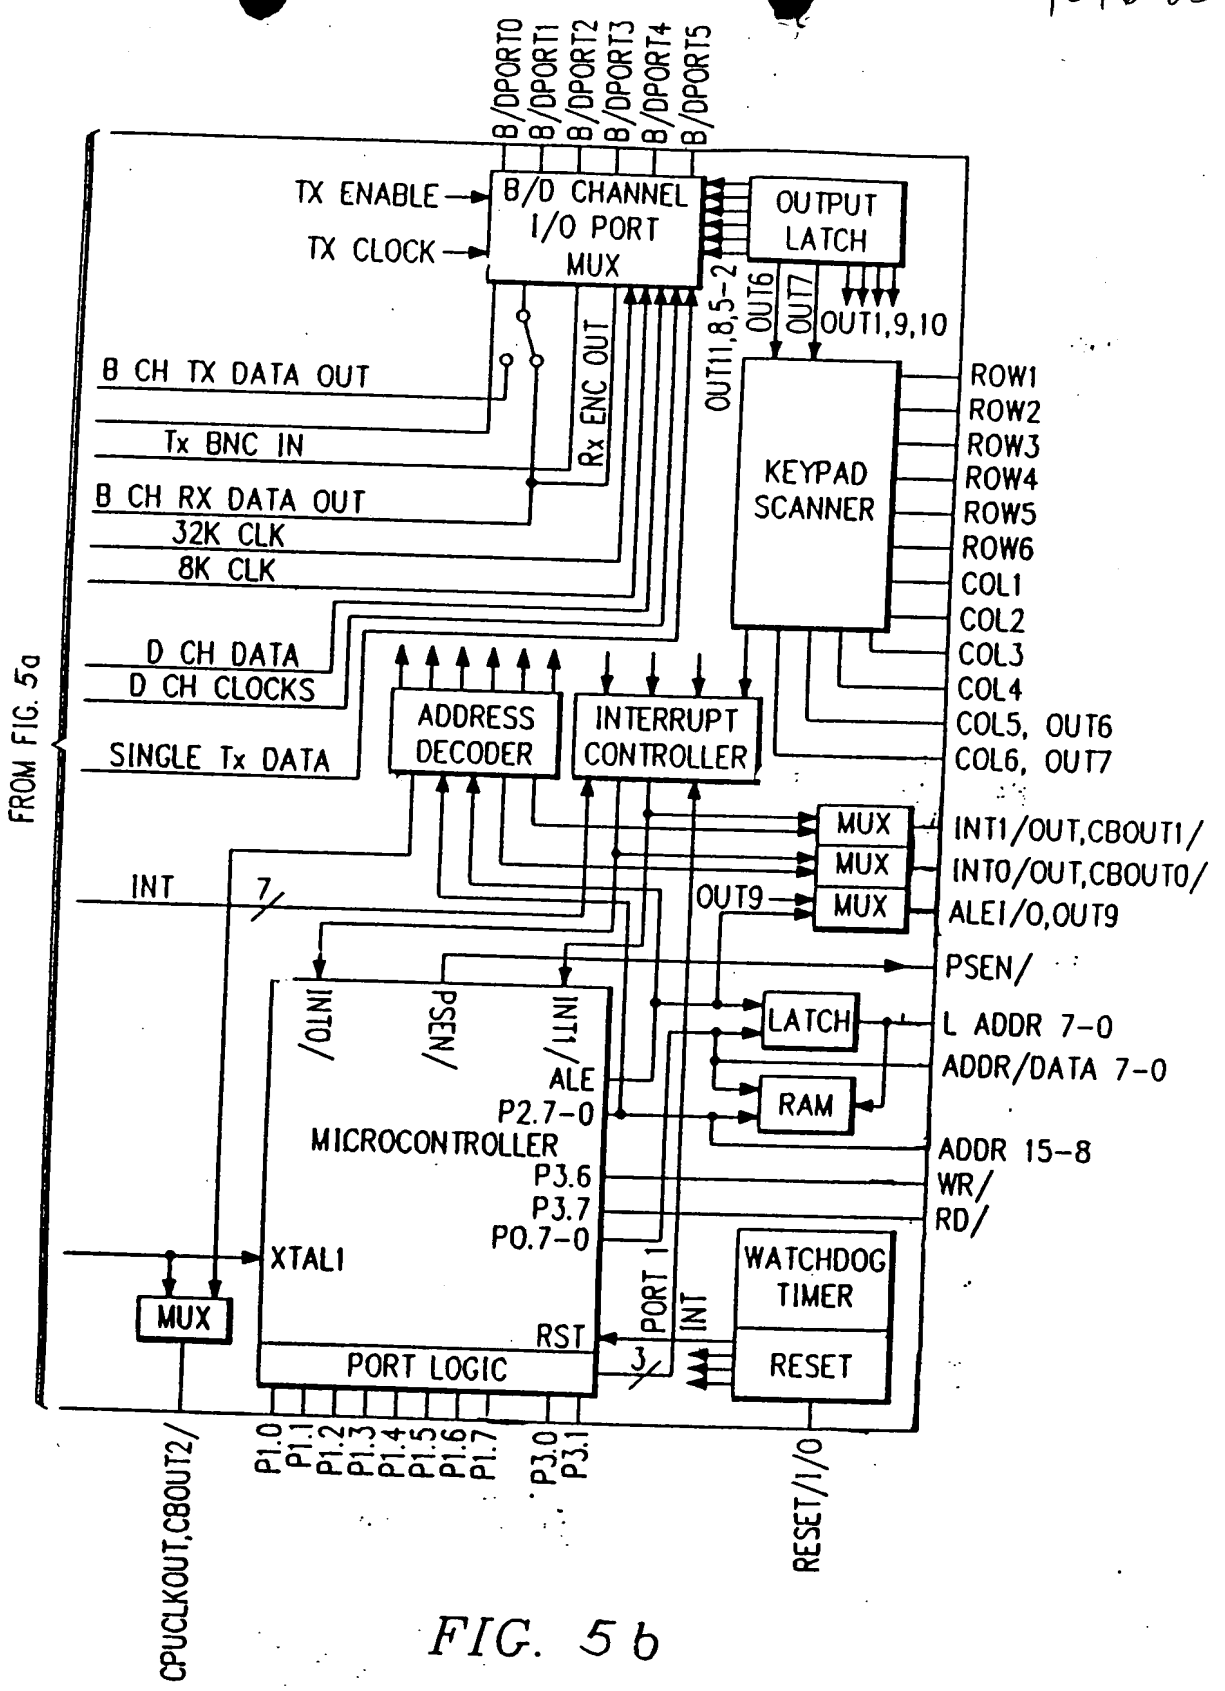 B/DPORT0
B/DPORT1
B/DPORT2
B/DPORT3
B/DPORT4
B/DPORT5
TX ENABLE
TX CLOCK
B/D CHANNEL
I/O PORT
MUX
OUTPUT
LATCH
OUT11,8,5-2
OUT6
OUT7
OUT1,9,10
B CH TX DATA OUT
Tx BNC IN
Rx ENC OUT
B CH RX DATA OUT
32K CLK
8K CLK
D CH DATA
D CH CLOCKS
SINGLE Tx DATA
FROM FIG. 5a
KEYPAD
SCANNER
ROW1
ROW2
ROW3
ROW4
ROW5
ROW6
COL1
COL2
COL3
COL4
COL5, OUT6
COL6, OUT7
ADDRESS
DECODER
INTERRUPT
CONTROLLER
MUX
INT1/OUT,CBOUT1/
MUX
INT0/OUT,CBOUT0/
OUT9
MUX
ALE1/0,OUT9
INT
7
PSEN/
INT0/
PSEN/
INT1/
LATCH
L ADDR 7-0
ADDR/DATA 7-0
RAM
ALE
P2.7-0
MICROCONTROLLER
ADDR 15-8
P3.6
WR/
P3.7
RD/
P0.7-0
XTAL1
MUX
PORT 1
INT
WATCHDOG
TIMER
RST
RESET
PORT LOGIC
3
P1.0
P1.1
P1.2
P1.3
P1.4
P1.5
P1.6
P1.7
P3.0
P3.1
CPUCLKOUT,CBOUT2/
RESET/1/0
FIG. 5b